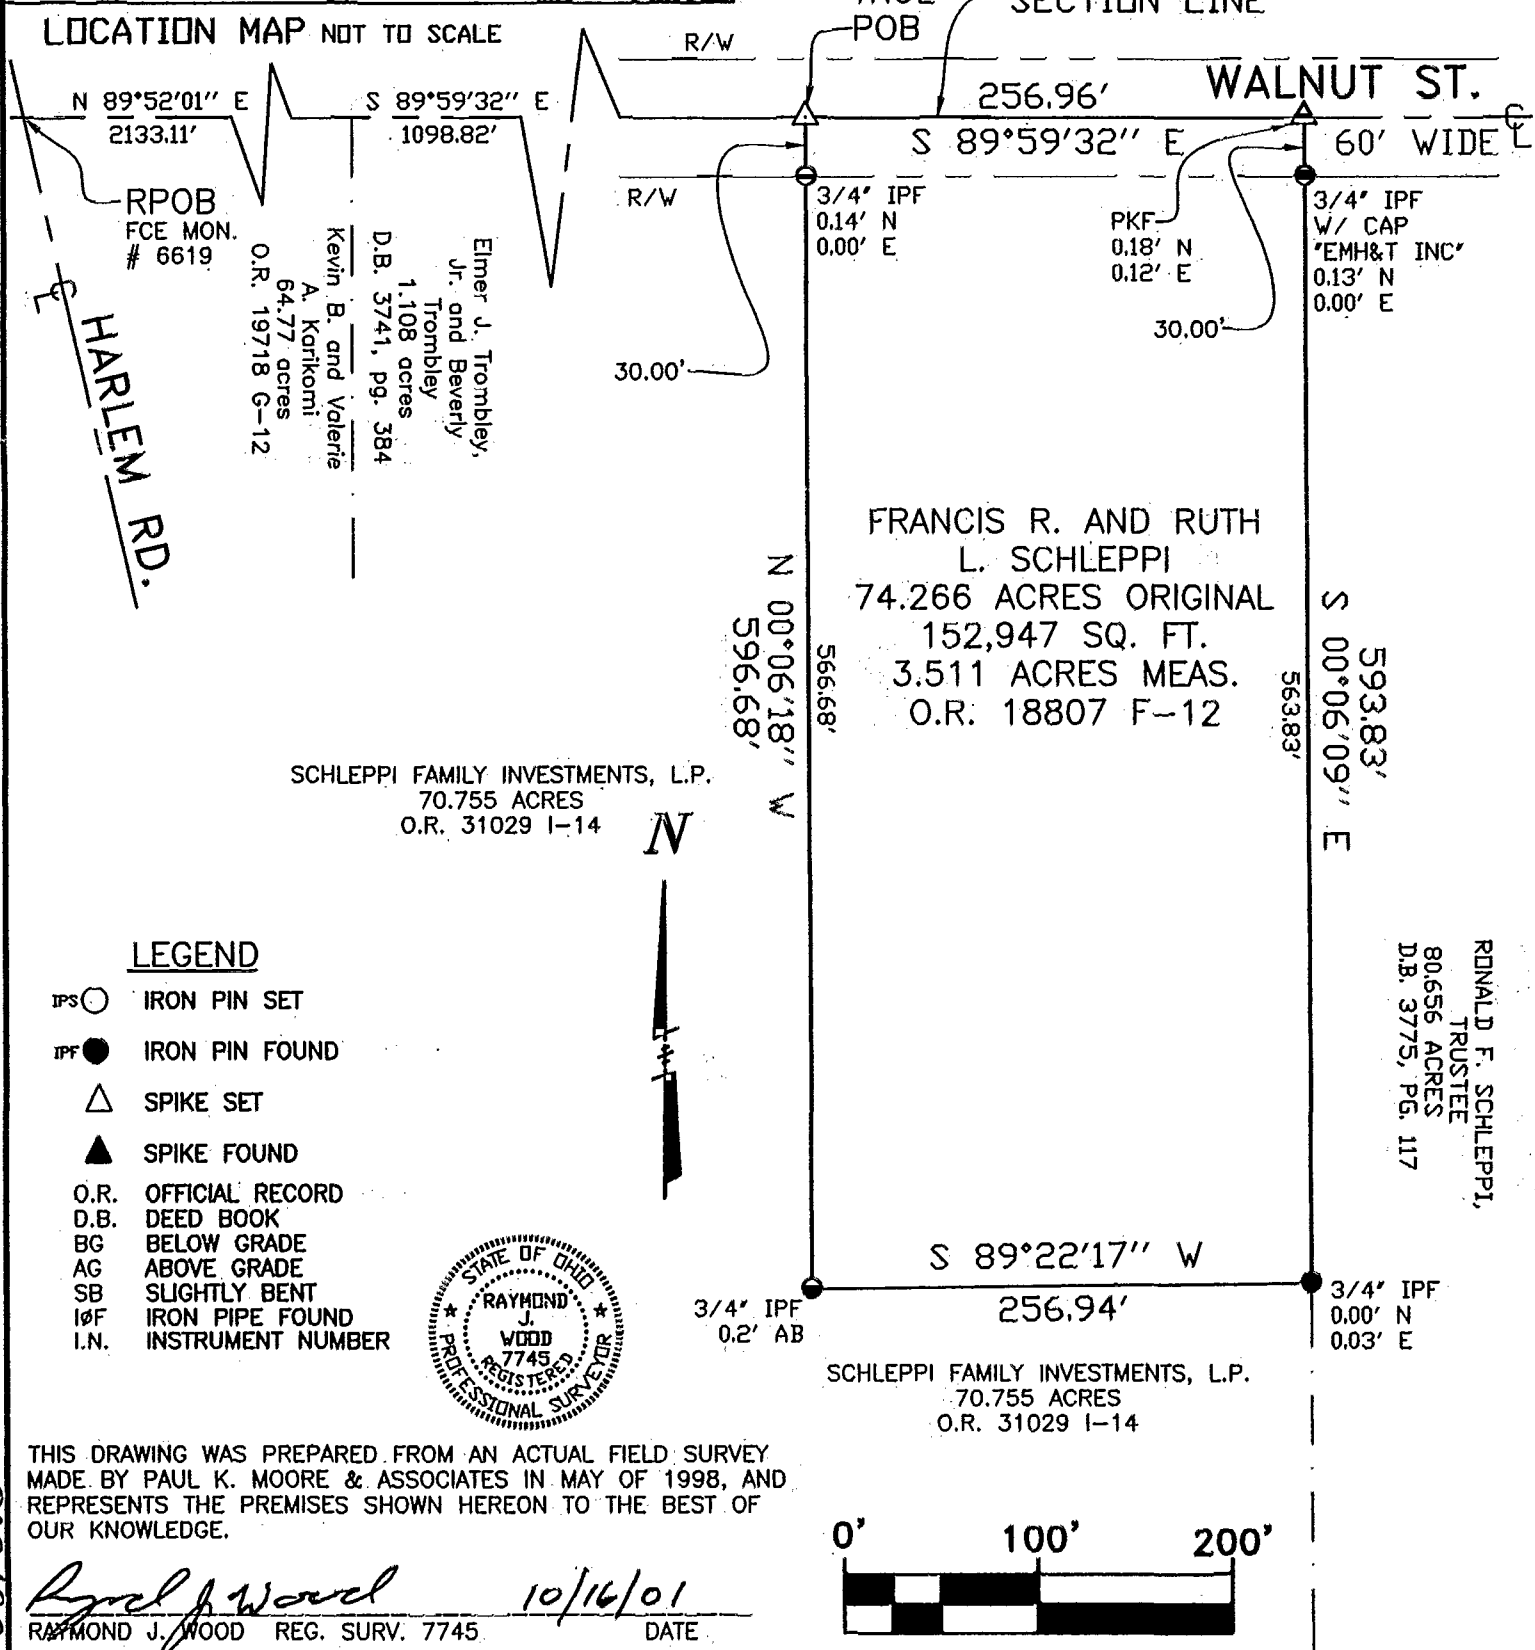 LOCATION MAP NOT TO SCALE
POB
SECTION LINE
R/W
WALNUT ST.
N 89°52'01" E
2133.11'
S 89°59'32" E
1098.82'
256.96'
S 89°59'32" E
60' WIDE
RPOB
FCE MON.
# 6619
R/W
3/4" IPF
0.14' N
0.00' E
PKF
0.18' N
0.12' E
3/4" IPF
W/ CAP
"EMH&T INC"
0.13' N
0.00' E
30.00'
30.00'
HARLEM RD.
Kevin B. and Valerie
A. Karikomi
64.77 acres
O.R. 19718 G-12
Elmer J. Trombley,
Jr. and Beverly
Trombley
1.108 acres
D.B. 3741, pg. 384
FRANCIS R. AND RUTH
L. SCHLEPPI
74.266 ACRES ORIGINAL
152,947 SQ. FT.
3.511 ACRES MEAS.
O.R. 18807 F-12
N 00°06'18" W
596.68'
566.68'
593.83'
S 00°06'09" E
563.83'
SCHLEPPI FAMILY INVESTMENTS, L.P.
70.755 ACRES
O.R. 31029 I-14
N
RONALD F. SCHLEPPI,
TRUSTEE
80.656 ACRES
D.B. 3775, PG. 117
LEGEND
IPS IRON PIN SET
IPF IRON PIN FOUND
SPIKE SET
SPIKE FOUND
O.R. OFFICIAL RECORD
D.B. DEED BOOK
BG BELOW GRADE
AG ABOVE GRADE
SB SLIGHTLY BENT
IøF IRON PIPE FOUND
I.N. INSTRUMENT NUMBER
STATE OF OHIO
RAYMOND
J.
WOOD
7745
REGISTERED
PROFESSIONAL SURVEYOR
S 89°22'17" W
256.94'
3/4" IPF
0.2' AB
3/4" IPF
0.00' N
0.03' E
SCHLEPPI FAMILY INVESTMENTS, L.P.
70.755 ACRES
O.R. 31029 I-14
THIS DRAWING WAS PREPARED FROM AN ACTUAL FIELD SURVEY
MADE BY PAUL K. MOORE & ASSOCIATES IN MAY OF 1998, AND
REPRESENTS THE PREMISES SHOWN HEREON TO THE BEST OF
OUR KNOWLEDGE.
0' 100' 200'
Raymond J. Wood 10/16/01
RAYMOND J. WOOD REG. SURV. 7745 DATE